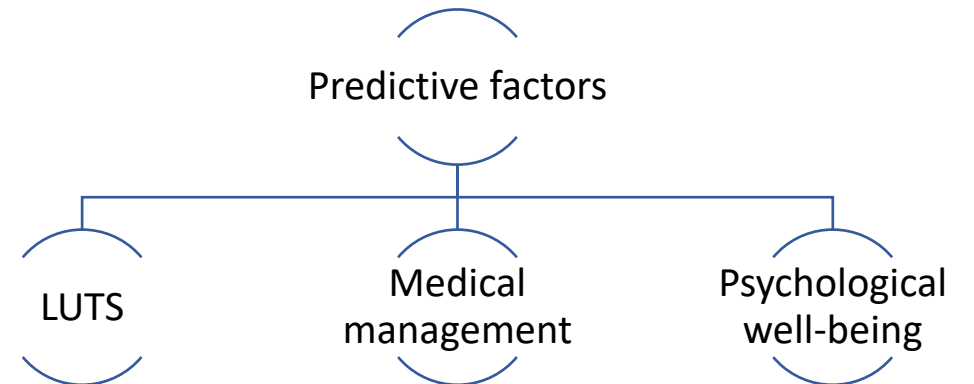 Predictive factors
LUTS
Medical
management
Psychological
well-being